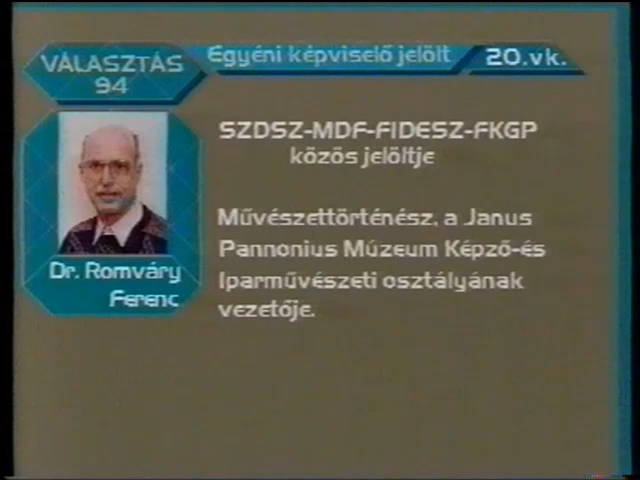 VÁLASZTÁS
94
Egyéni képviselő jelölt
20.vk.
SZDSZ-MDF-FIDESZ-FKGP
közös jelöltje
Dr. Romváry
Ferenc
Művészettörténész, a Janus
Pannonius Múzeum Képző-és
Iparművészeti osztályának
vezetője.